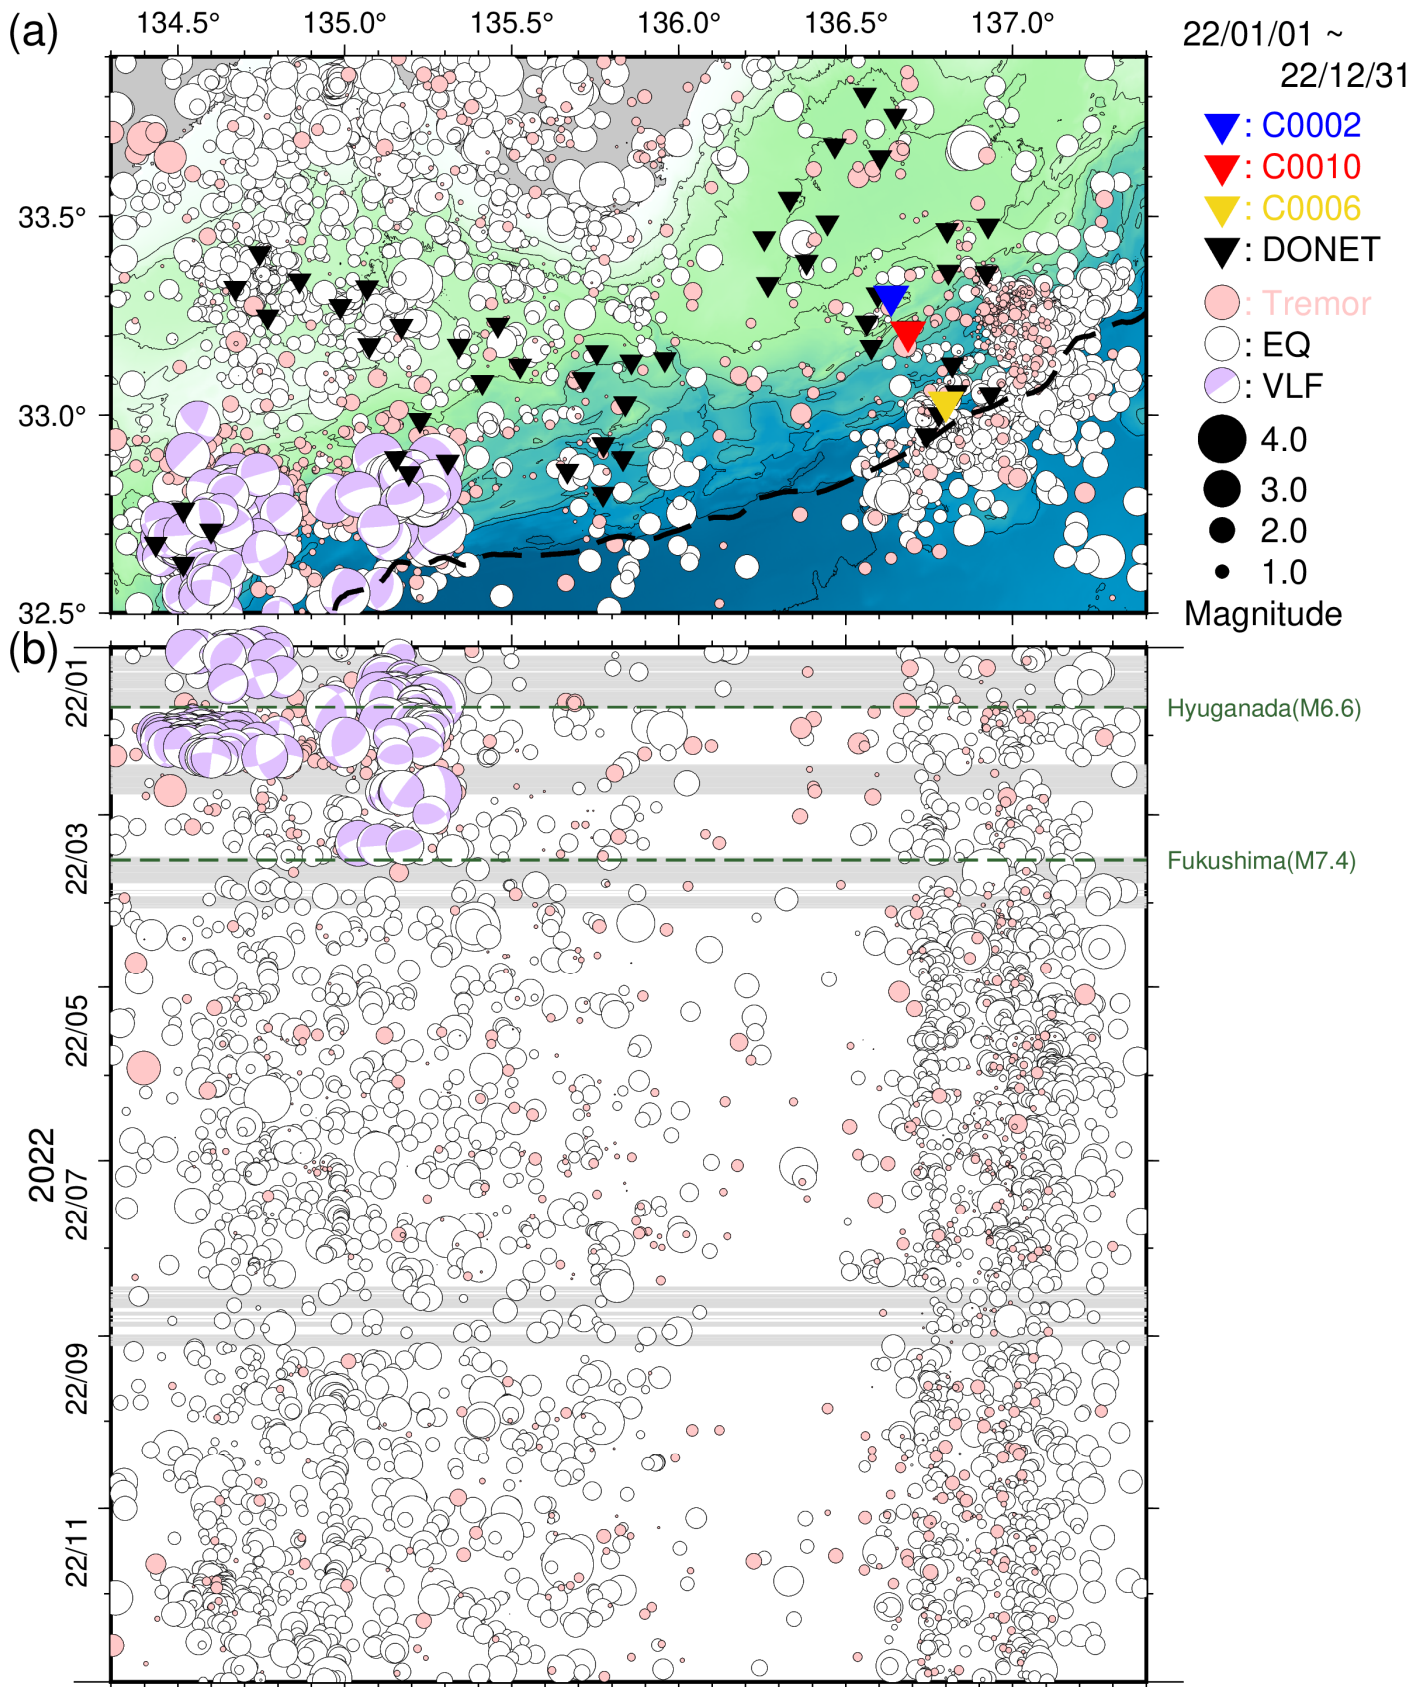 (a)
134.5° 135.0° 135.5° 136.0° 136.5° 137.0°
33.5°
33.0°
32.5°
22/01/01 ~
22/12/31
: C0002
: C0010
: C0006
: DONET
: Tremor
: EQ
: VLF
4.0
3.0
2.0
1.0
Magnitude
(b)
22/01
22/03
22/05
22/07
22/09
22/11
2022
Hyuganada(M6.6)
Fukushima(M7.4)